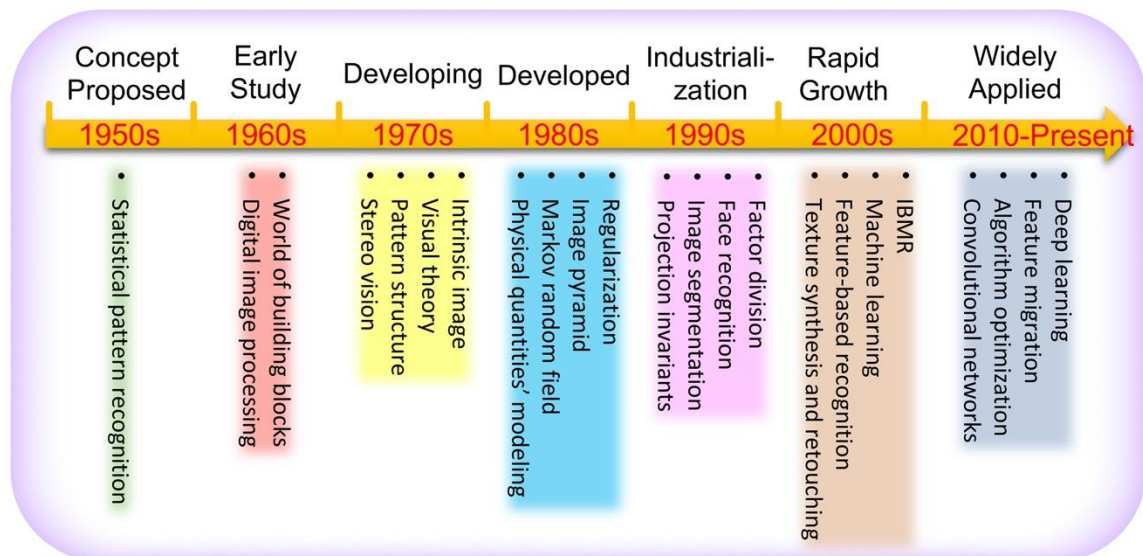 Concept
Proposed
Early
Study
Developing
Developed
Industriali-
zation
Rapid
Growth
Widely
Applied
1950s
1960s
1970s
1980s
1990s
2000s
2010-Present
• Statistical pattern recognition
• World of building blocks
• Digital image processing
• Intrinsic image
• Visual theory
• Pattern structure
• Stereo vision
• Regularization
• Image pyramid
• Markov random field
• Physical quantities’ modeling
• Factor division
• Face recognition
• Image segmentation
• Projection invariants
• IBMR
• Machine learning
• Feature-based recognition
• Texture synthesis and retouching
• Deep learning
• Feature migration
• Algorithm optimization
• Convolutional networks